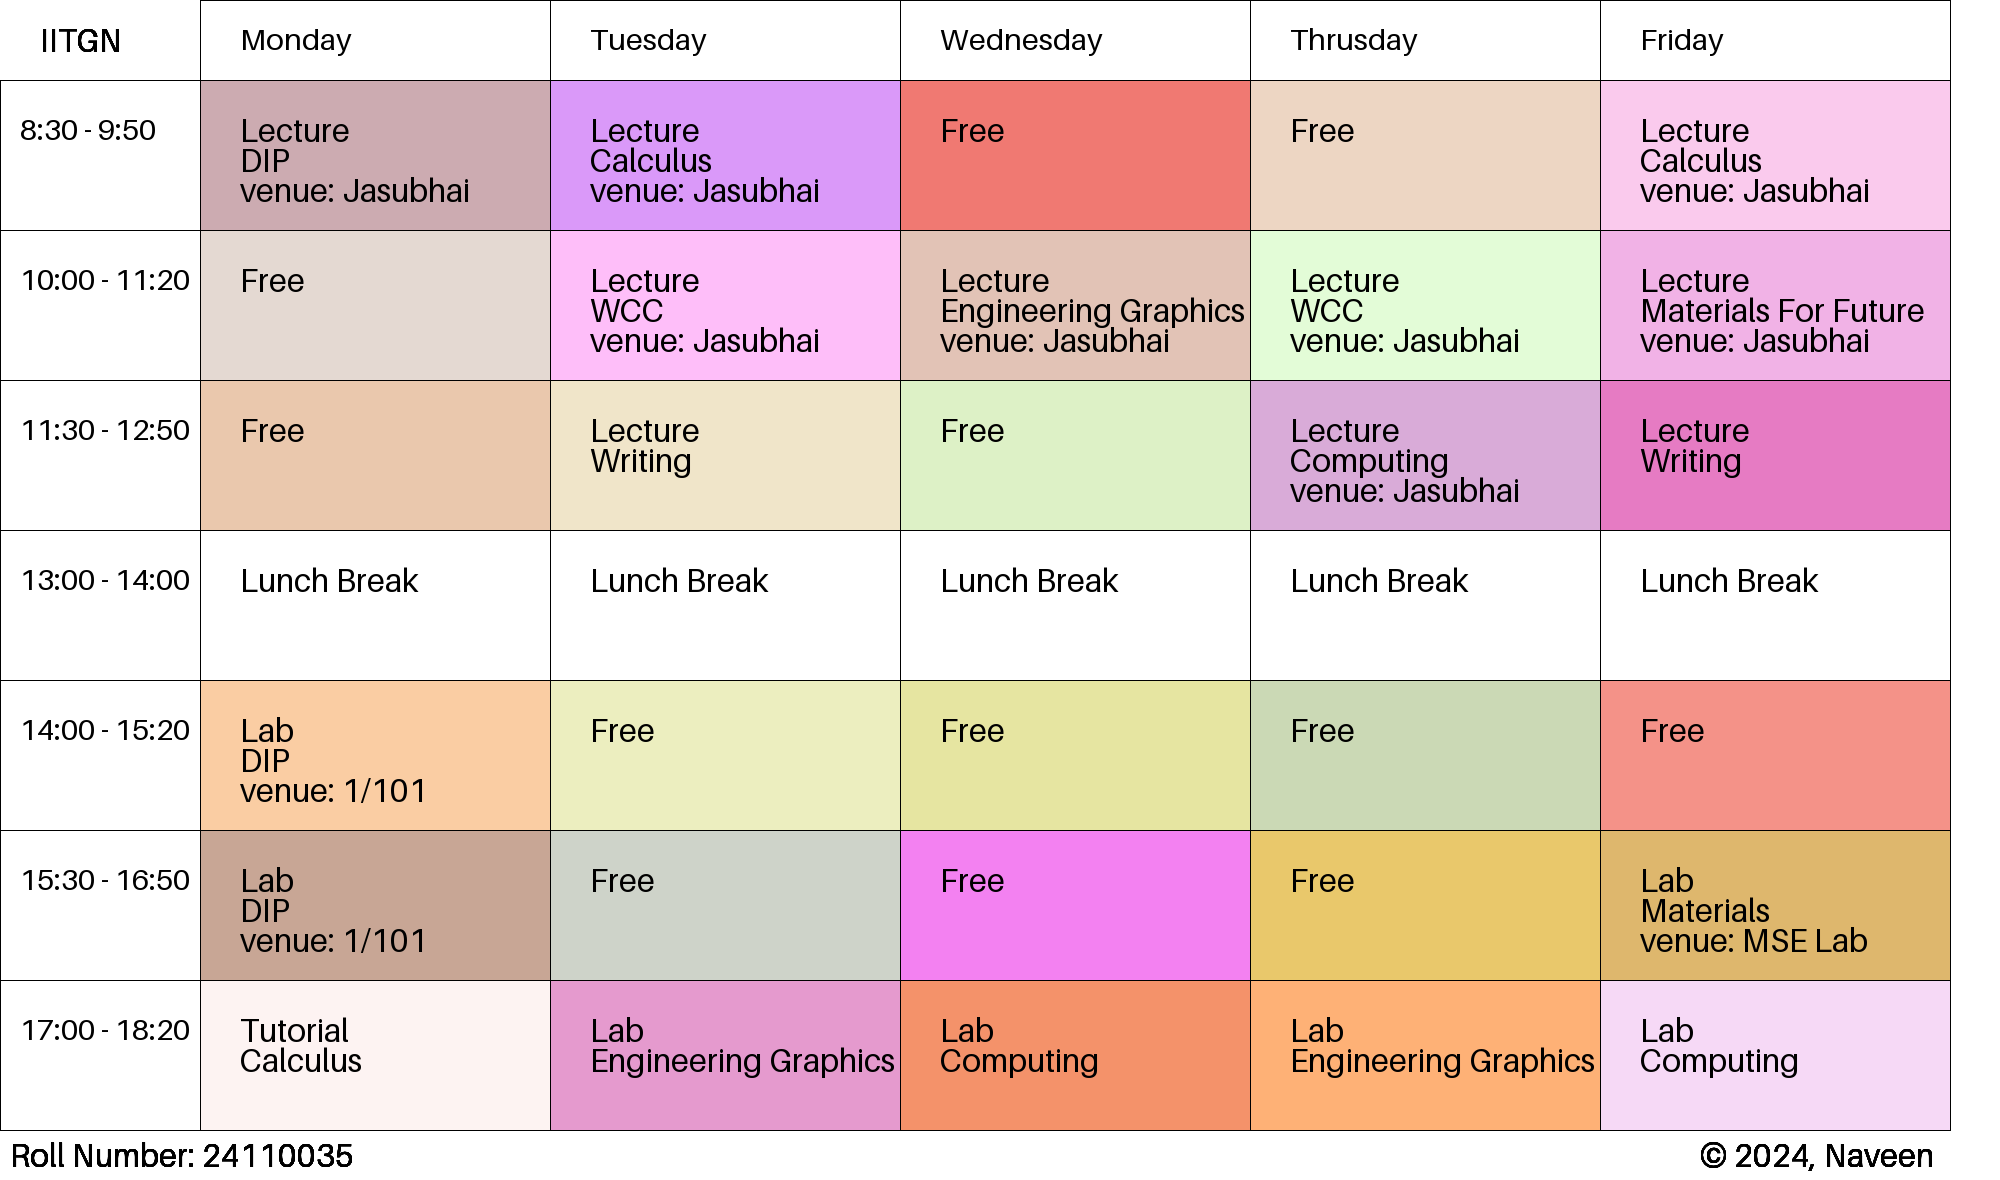 IITGN Monday Tuesday Wednesday Thrusday Friday
8:30 - 9:50
Lecture
DIP
venue: Jasubhai
Lecture
Calculus
venue: Jasubhai
Free
Free
Lecture
Calculus
venue: Jasubhai
10:00 - 11:20
Free
Lecture
WCC
venue: Jasubhai
Lecture
Engineering Graphics
venue: Jasubhai
Lecture
WCC
venue: Jasubhai
Lecture
Materials For Future
venue: Jasubhai
11:30 - 12:50
Free
Lecture
Writing
Free
Lecture
Computing
venue: Jasubhai
Lecture
Writing
13:00 - 14:00
Lunch Break
Lunch Break
Lunch Break
Lunch Break
Lunch Break
14:00 - 15:20
Lab
DIP
venue: 1/101
Free
Free
Free
Free
15:30 - 16:50
Lab
DIP
venue: 1/101
Free
Free
Free
Lab
Materials
venue: MSE Lab
17:00 - 18:20
Tutorial
Calculus
Lab
Engineering Graphics
Lab
Computing
Lab
Engineering Graphics
Lab
Computing
Roll Number: 24110035
© 2024, Naveen